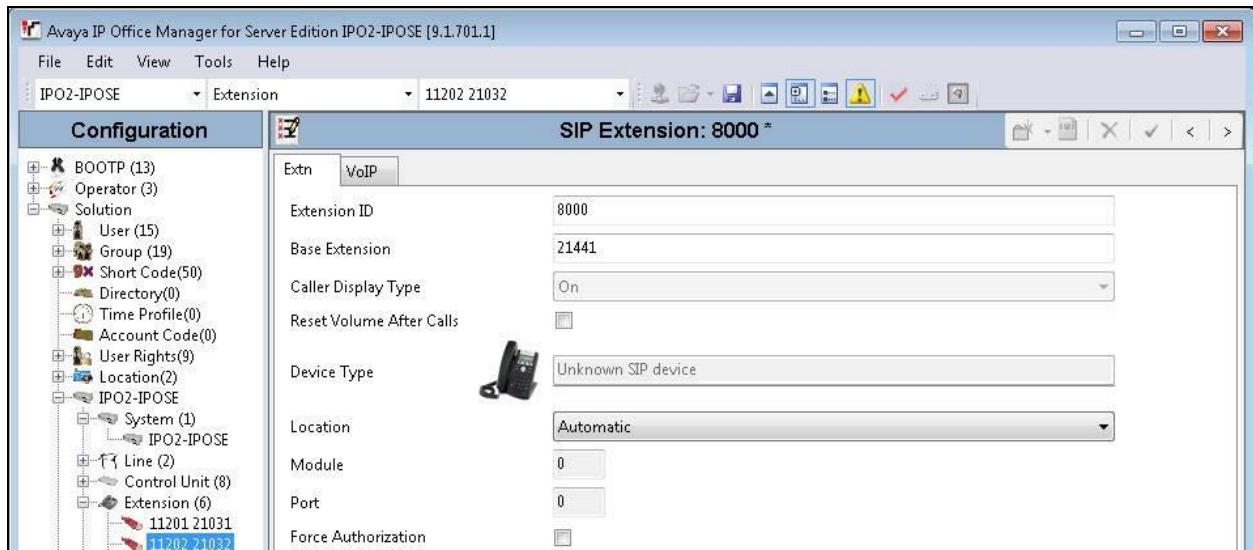 Avaya IP Office Manager for Server Edition IPO2-IPOSE [9.1.701.1]
File Edit View Tools Help
IPO2-IPOSE Extension 11202 21032
Configuration
SIP Extension: 8000 *
BOOTP (13)
Operator (3)
Solution
User (15)
Group (19)
Short Code(50)
Directory(0)
Time Profile(0)
Account Code(0)
User Rights(9)
Location(2)
IPO2-IPOSE
System (1)
IPO2-IPOSE
Line (2)
Control Unit (8)
Extension (6)
11201 21031
11202 21032
Extn VoIP
Extension ID 8000
Base Extension 21441
Caller Display Type On
Reset Volume After Calls
Device Type Unknown SIP device
Location Automatic
Module 0
Port 0
Force Authorization